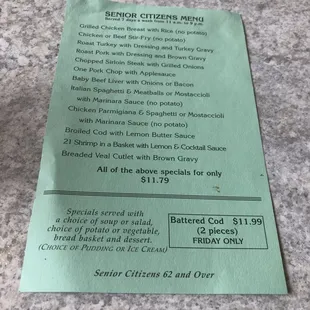 SENIOR CITIZENS MENU
Served 7 days a week from 11 a.m. to 9 p.m.
Grilled Chicken Breast with Rice (no potato)
Chicken or Beef Stir-Fry (no potato)
Roast Turkey with Dressing and Turkey Gravy
Roast Pork with Dressing and Brown Gravy
Chopped Sirloin Steak with Grilled Onions
One Pork Chop with Applesauce
Baby Beef Liver with Onions or Bacon
Italian Spaghetti & Meatballs or Mostaccioli
with Marinara Sauce (no potato)
Chicken Parmigiana & Spaghetti or Mostaccioli
with Marinara Sauce (no potato)
Broiled Cod with Lemon Butter Sauce
21 Shrimp in a Basket with Lemon & Cocktail Sauce
Breaded Veal Cutlet with Brown Gravy
All of the above specials for only
$11.79
Specials served with
a choice of soup or salad,
choice of potato or vegetable,
bread basket and dessert.
(CHOICE OF PUDDING OR ICE CREAM)
Battered Cod $11.99
(2 pieces)
FRIDAY ONLY
Senior Citizens 62 and Over